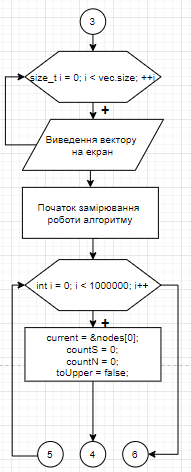 3
size_t i = 0; i < vec.size; ++i
+
Виведення вектору
на екран
Початок замірювання
роботи алгоритму
int i = 0; i < 1000000; i++
+
current = &nodes[0];
countS = 0;
countN = 0;
toUpper = false;
5
4
6